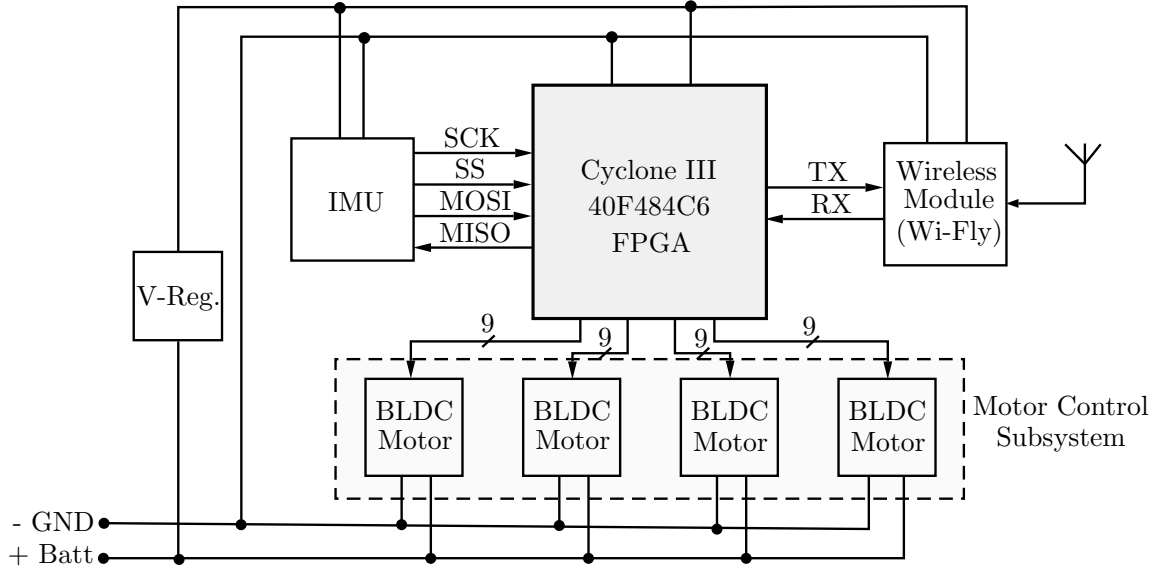 SCK
SS
MOSI
MISO
IMU
Cyclone III
40F484C6
FPGA
TX
RX
Wireless
Module
(Wi-Fly)
V-Reg.
9
9
9
9
BLDC
Motor
BLDC
Motor
BLDC
Motor
BLDC
Motor
Motor Control
Subsystem
- GND
+ Batt